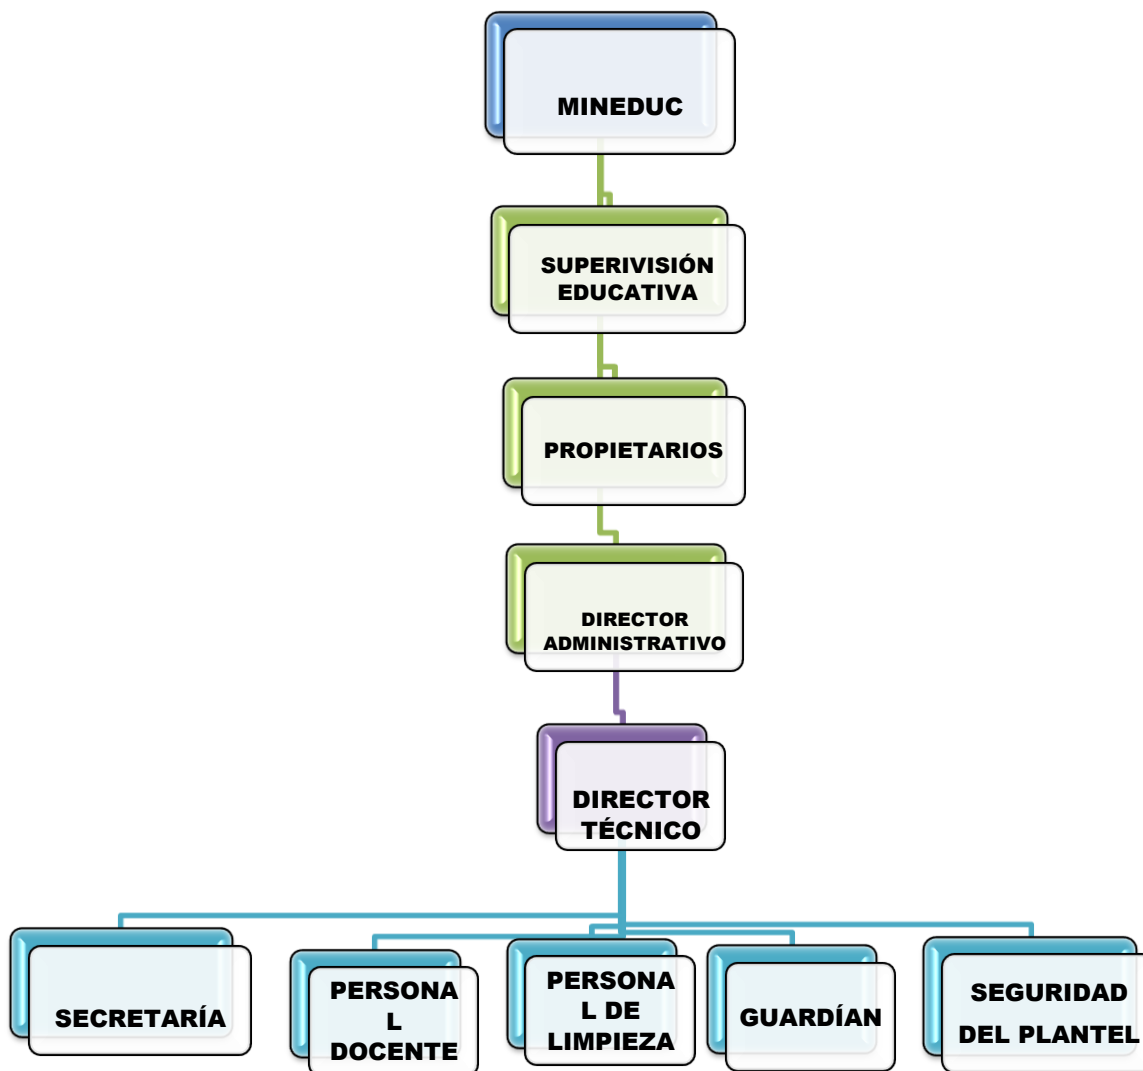 MINEDUC
SUPERIVISIÓN
EDUCATIVA
PROPIETARIOS
DIRECTOR
ADMINISTRATIVO
DIRECTOR
TÉCNICO
SECRETARÍA
PERSONA
L
DOCENTE
PERSONA
L DE
LIMPIEZA
GUARDÍAN
SEGURIDAD
DEL PLANTEL